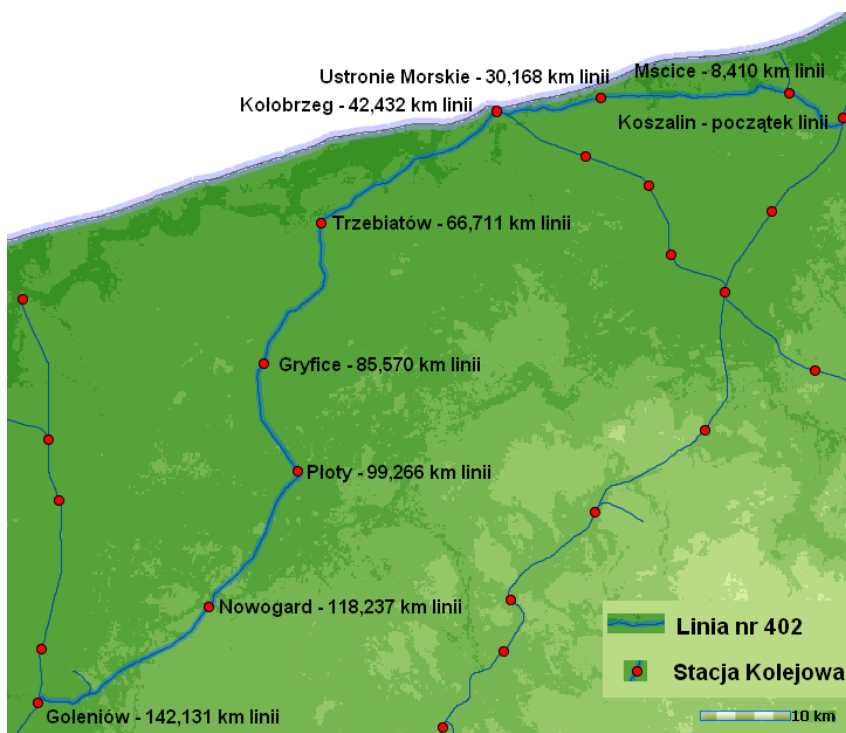 Ustronie Morskie - 30,168 km linii
Mścice - 8,410 km linii
Kołobrzeg - 42,432 km linii
Koszalin - początek linii
Trzebiatów - 66,711 km linii
Gryfice - 85,570 km linii
Płoty - 99,266 km linii
Nowogard - 118,237 km linii
Goleniów - 142,131 km linii
Linia nr 402
Stacja Kolejowa
10 km